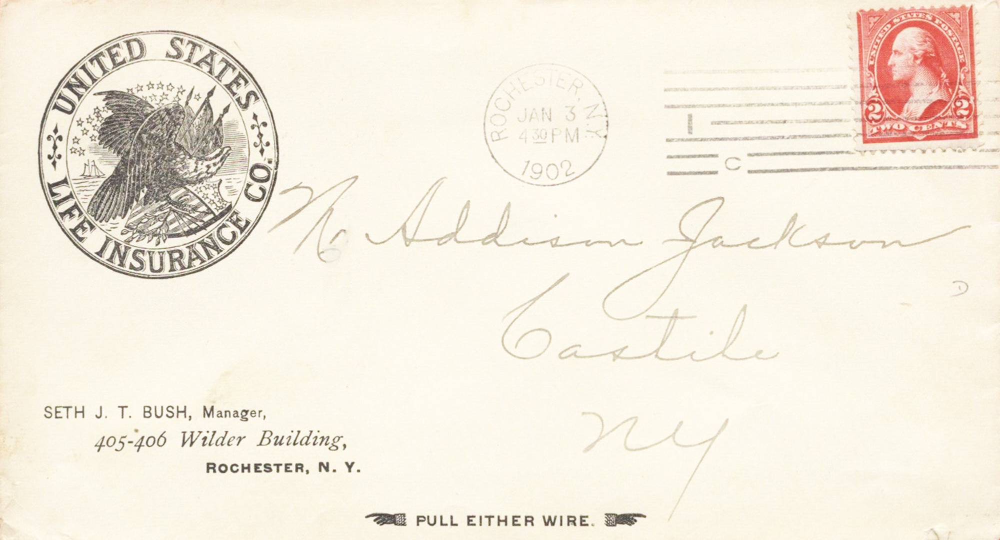 UNITED STATES
LIFE INSURANCE CO.
ROCHESTER, N.Y.
JAN 3
4 30 PM
1902
1
C
UNITED STATES POSTAGE
2 2
TWO CENTS
N Addison Jackson
Castile
NY
D
SETH J. T. BUSH, Manager,
405-406 Wilder Building,
ROCHESTER, N. Y.
PULL EITHER WIRE.